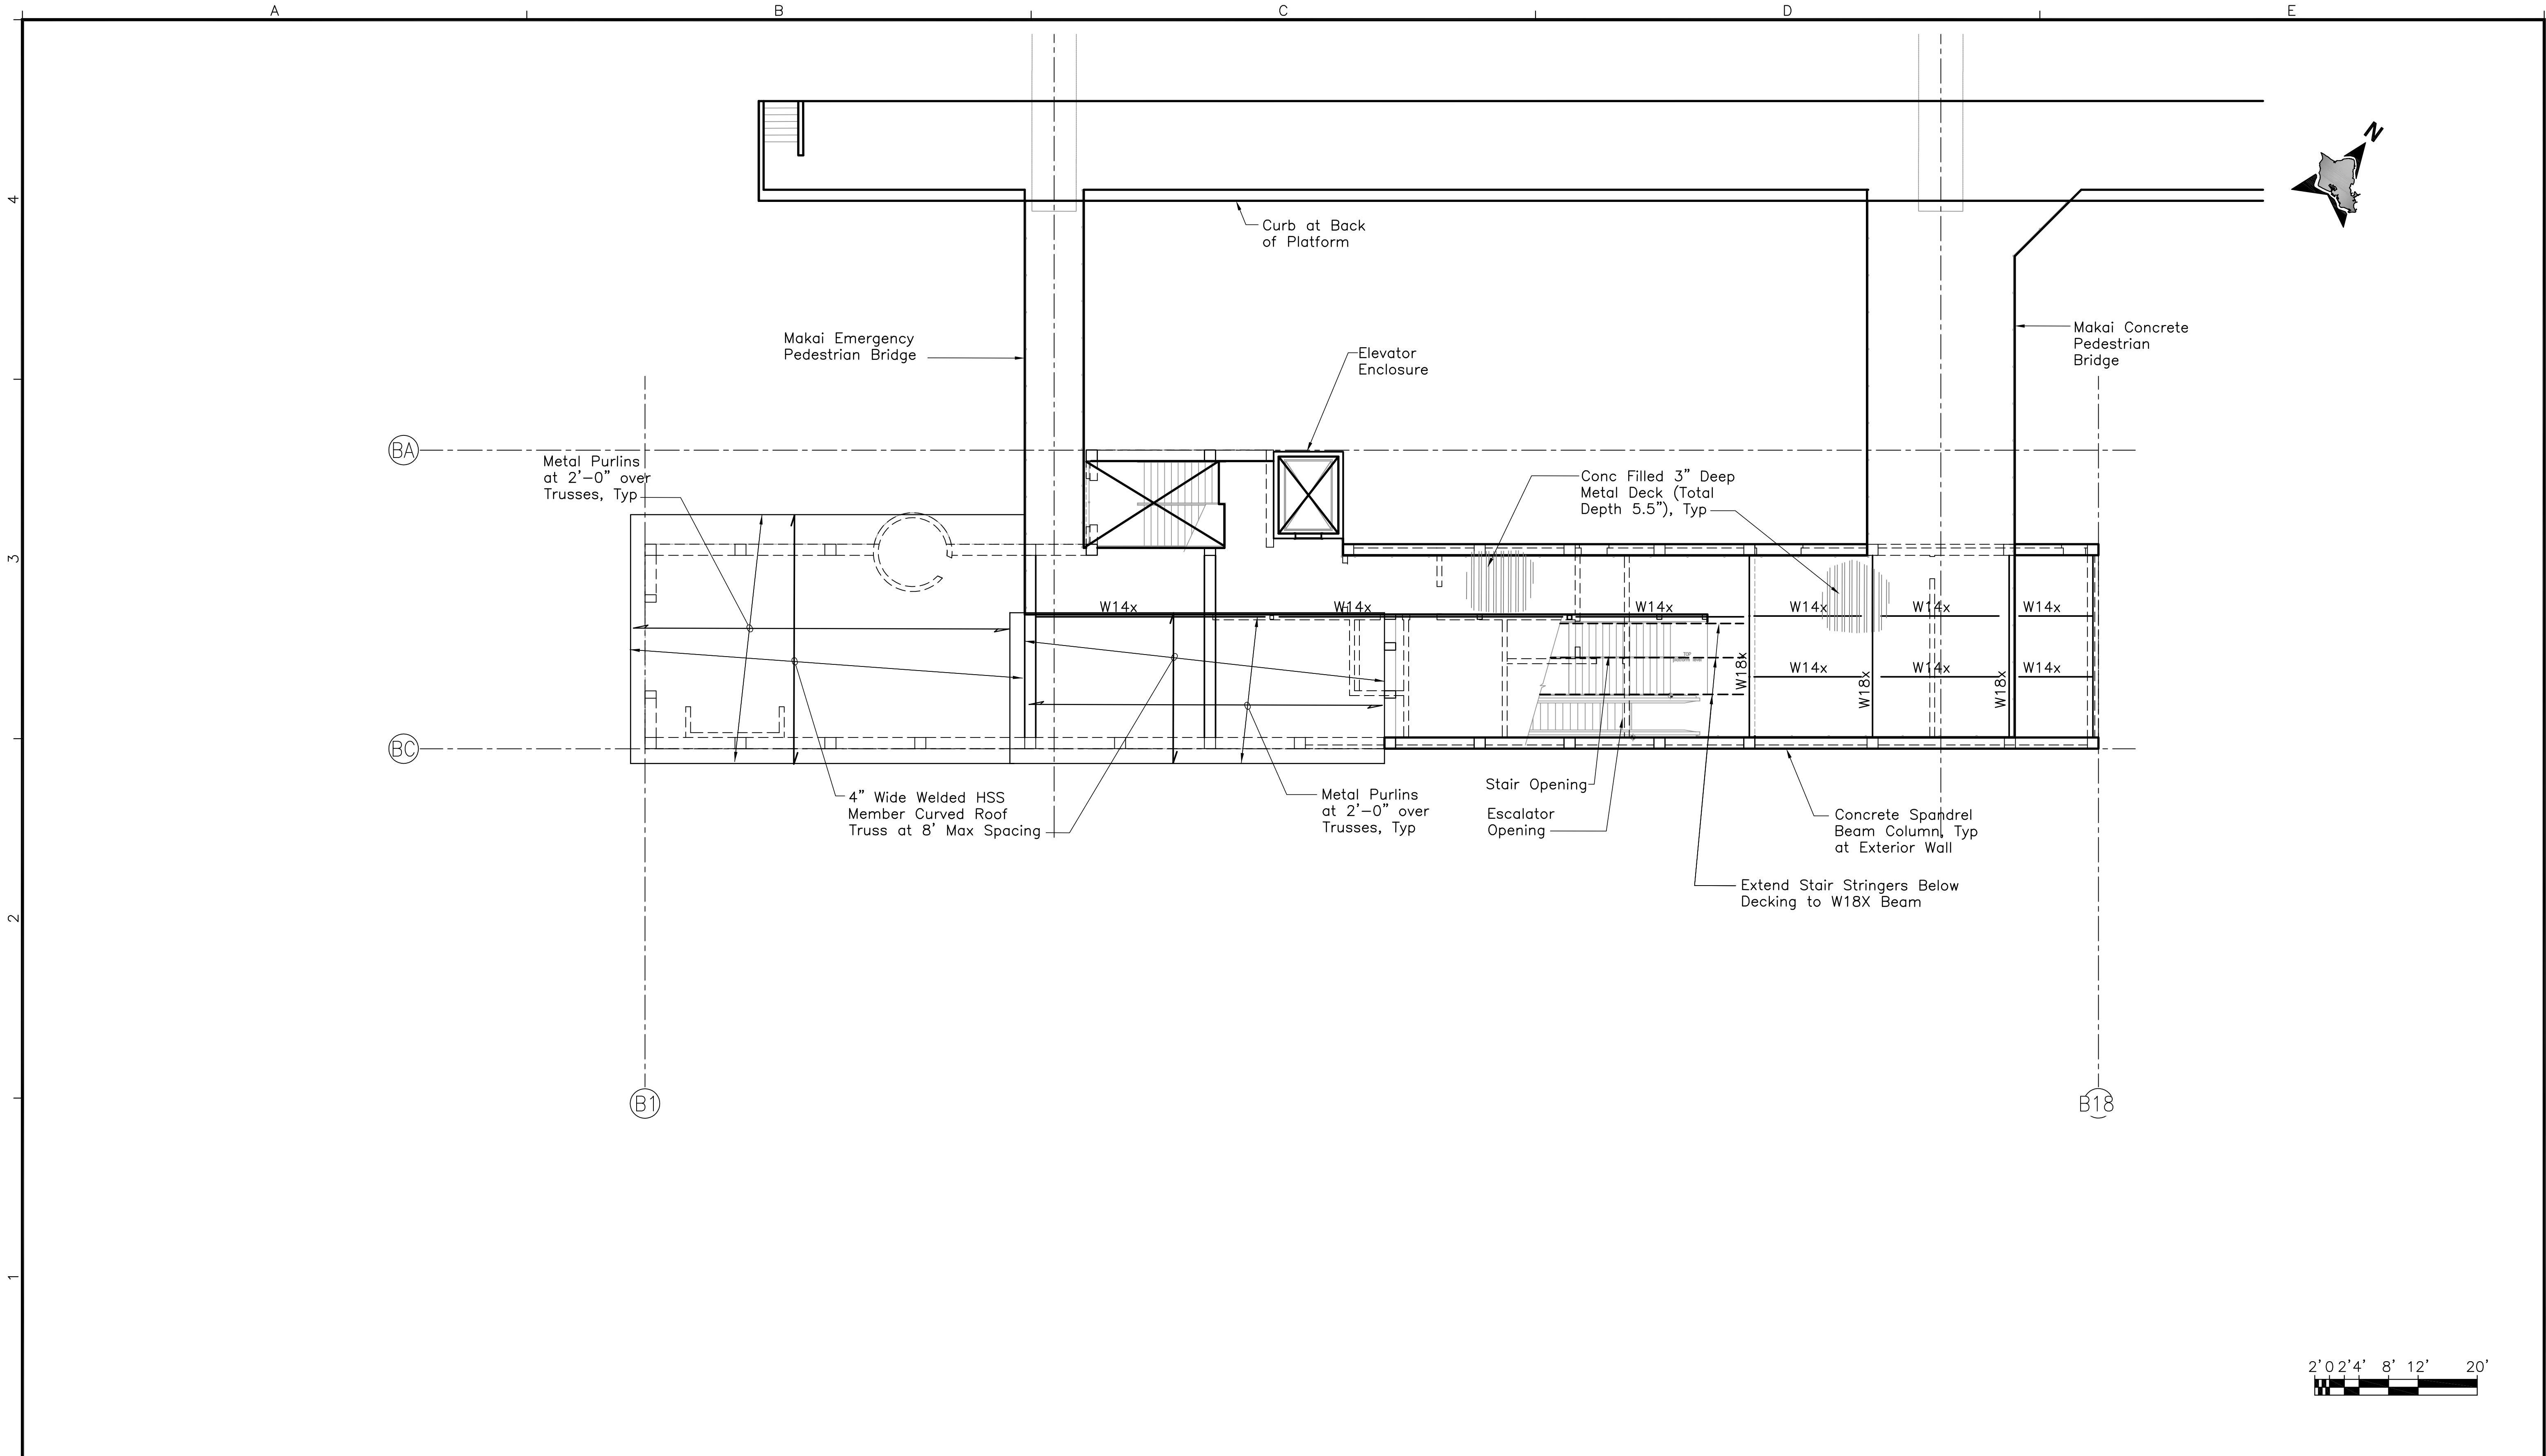 A
B
C
D
E
4
3
2
1
N
Curb at Back
of Platform
Makai Emergency
Pedestrian Bridge
Elevator
Enclosure
Makai Concrete
Pedestrian
Bridge
BA
Metal Purlins
at 2'-0" over
Trusses, Typ
Conc Filled 3" Deep
Metal Deck (Total
Depth 5.5"), Typ
W14x
W14x
W14x
W14x
W14x
W14x
TOP
W18x
W14x
W14x
W14x
W18x
W18x
BC
4" Wide Welded HSS
Member Curved Roof
Truss at 8' Max Spacing
Metal Purlins
at 2'-0" over
Trusses, Typ
Stair Opening
Escalator
Opening
Concrete Spandrel
Beam Column, Typ
at Exterior Wall
Extend Stair Stringers Below
Decking to W18X Beam
B1
B18
2' 0 2' 4' 8' 12' 20'